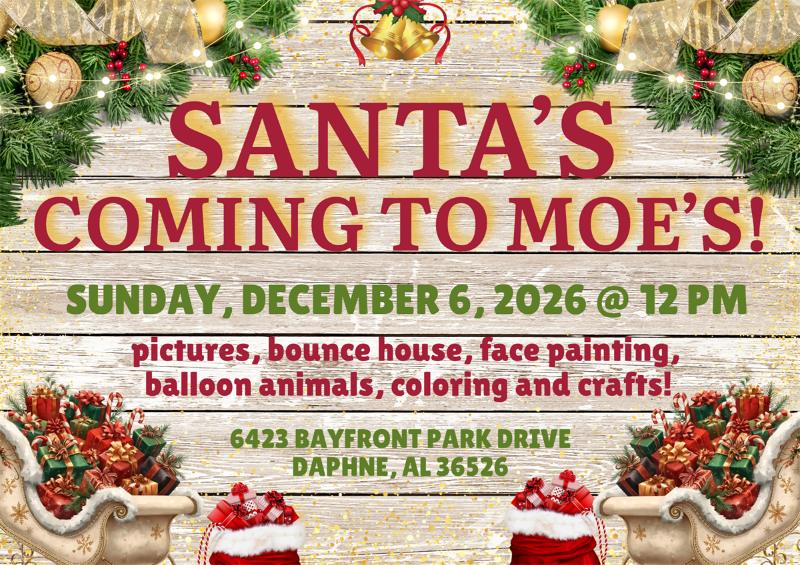 SANTA'S
COMING TO MOE'S!
SUNDAY, DECEMBER 6, 2026 @ 12 PM
pictures, bounce house, face painting,
balloon animals, coloring and crafts!
6423 BAYFRONT PARK DRIVE
DAPHNE, AL 36526